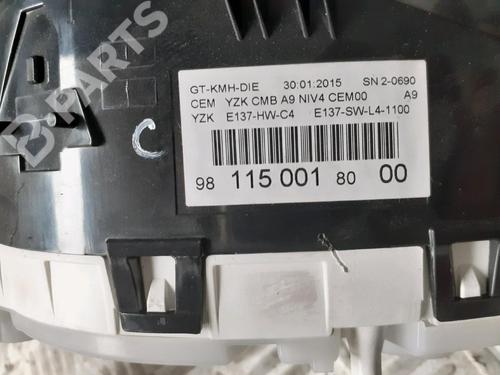 PARTS
GT-KMH-DIE 30:01:2015 SN 2-0690
CEM YZK CMB A9 NIV4 CEM00 A9
YZK E137-HW-C4 E137-SW-L4-1100
C
98 115 001 80 00